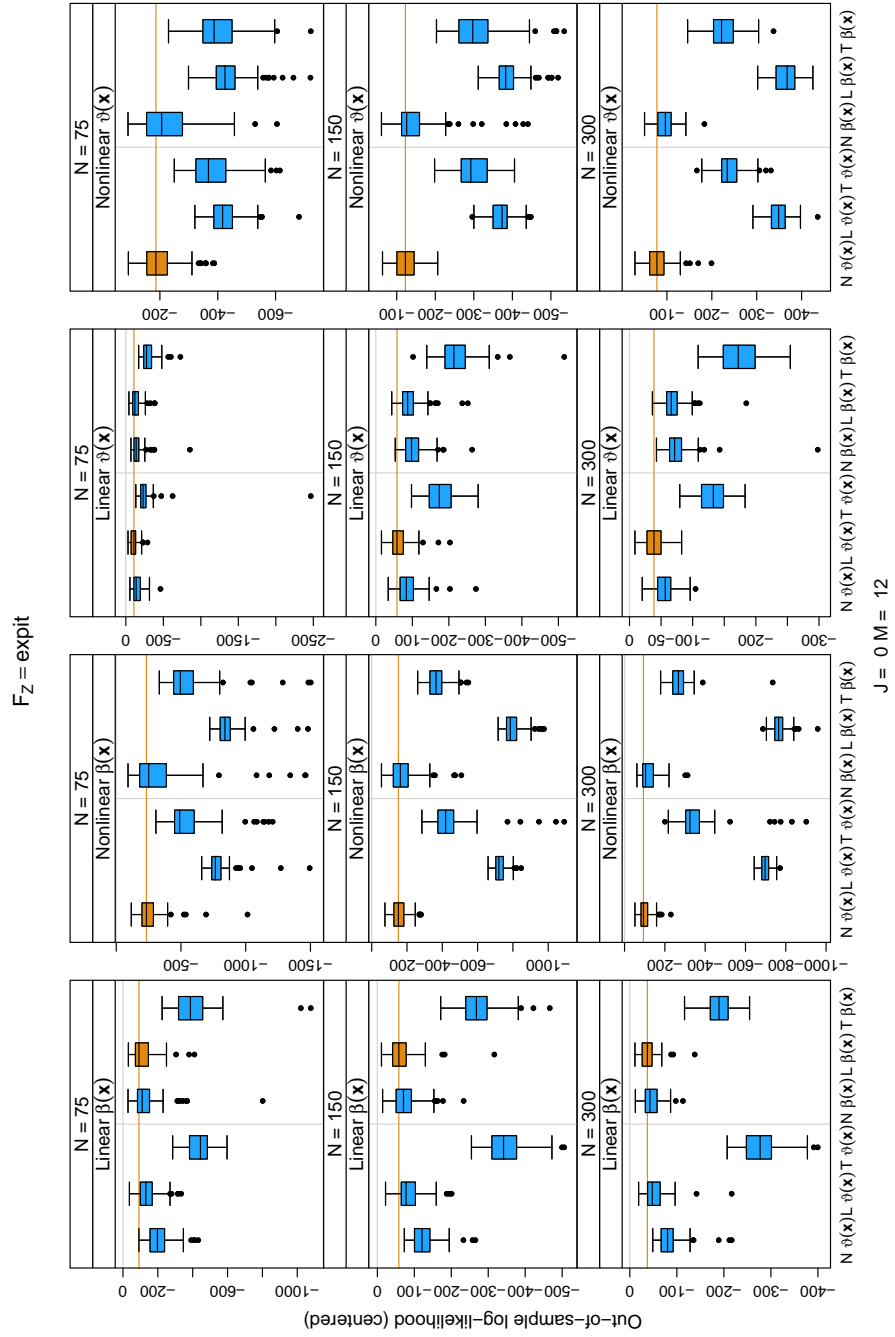 F_Z = expit
Out−of−sample log−likelihood (centered)
N = 75
Linear β(x)
0
−200
−600
−1000
N = 75
Nonlinear β(x)
−500
−1000
−1500
N = 75
Linear ϑ(x)
0
−500
−1500
−2500
N = 75
Nonlinear ϑ(x)
−200
−400
−600
N = 150
Linear β(x)
0
−100
−200
−300
−400
−500
N = 150
Nonlinear β(x)
−200
−400
−600
−1000
N = 150
Linear ϑ(x)
0
−100
−200
−300
−400
−500
N = 150
Nonlinear ϑ(x)
−100
−200
−300
−400
−500
N = 300
Linear β(x)
0
−100
−200
−300
−400
N = 300
Nonlinear β(x)
−200
−400
−600
−800
−1000
N = 300
Linear ϑ(x)
0
−50
−100
−200
−300
N = 300
Nonlinear ϑ(x)
−100
−200
−300
−400
N ϑ(x) L ϑ(x) T ϑ(x) N β(x) L β(x) T β(x)
N ϑ(x) L ϑ(x) T ϑ(x) N β(x) L β(x) T β(x)
N ϑ(x) L ϑ(x) T ϑ(x) N β(x) L β(x) T β(x)
N ϑ(x) L ϑ(x) T ϑ(x) N β(x) L β(x) T β(x)
J = 0 M = 12